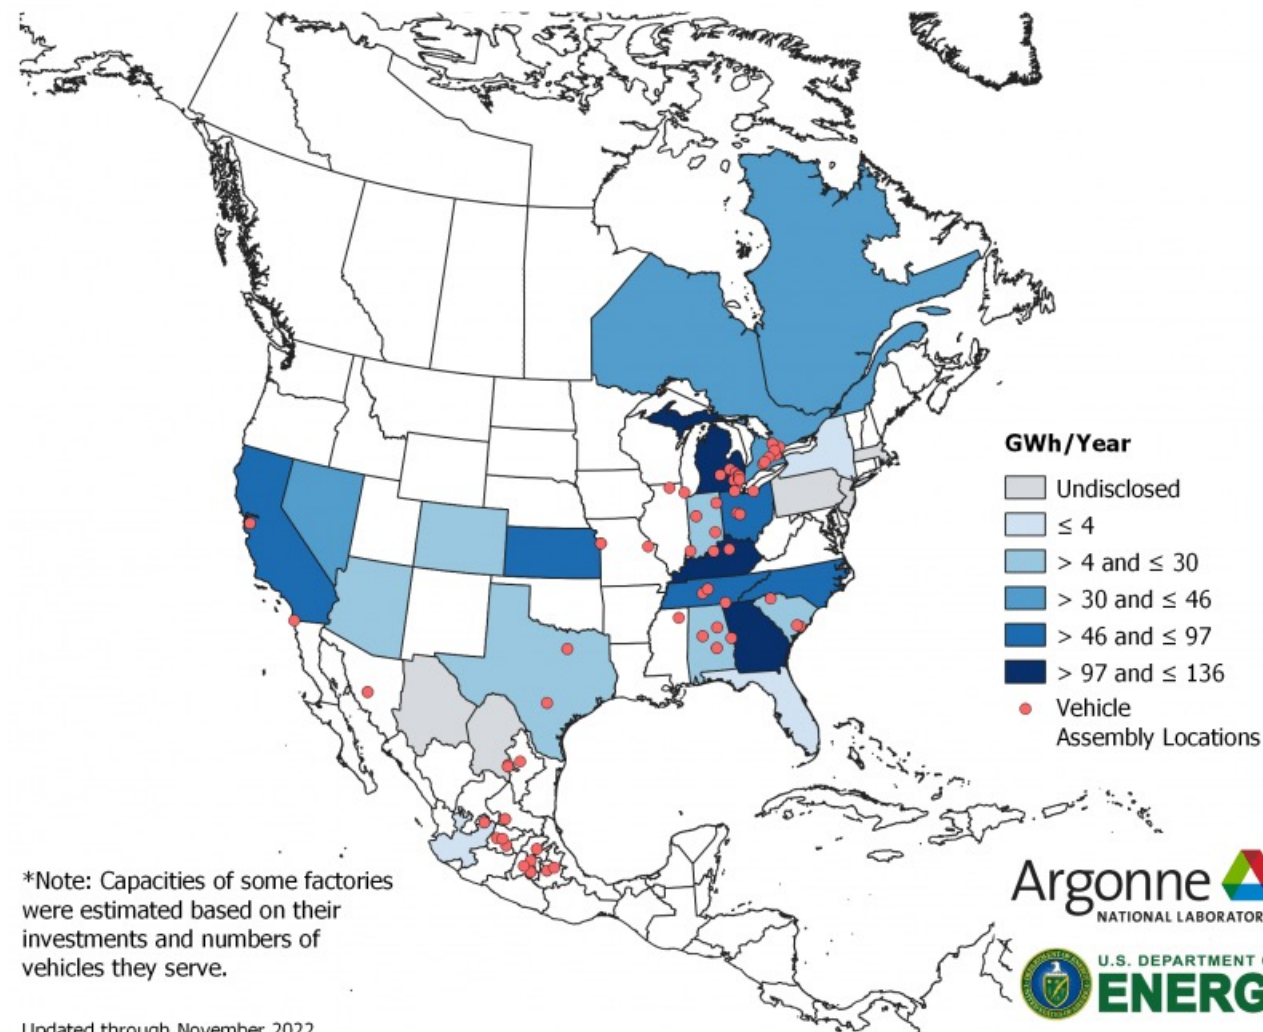 GWh/Year
Undisclosed
≤ 4
> 4 and ≤ 30
> 30 and ≤ 46
> 46 and ≤ 97
> 97 and ≤ 136
Vehicle
Assembly Locations
*Note: Capacities of some factories
were estimated based on their
investments and numbers of
vehicles they serve.
Updated through November 2022
Argonne
NATIONAL LABORATOR
U.S. DEPARTMENT
ENERG